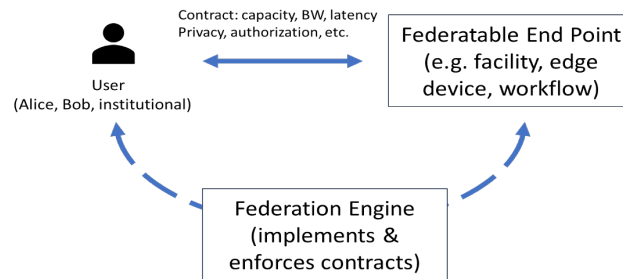 Contract: capacity, BW, latency
Privacy, authorization, etc.
Federatable End Point
(e.g. facility, edge
device, workflow)
User
(Alice, Bob, institutional)
Federation Engine
(implements &
enforces contracts)